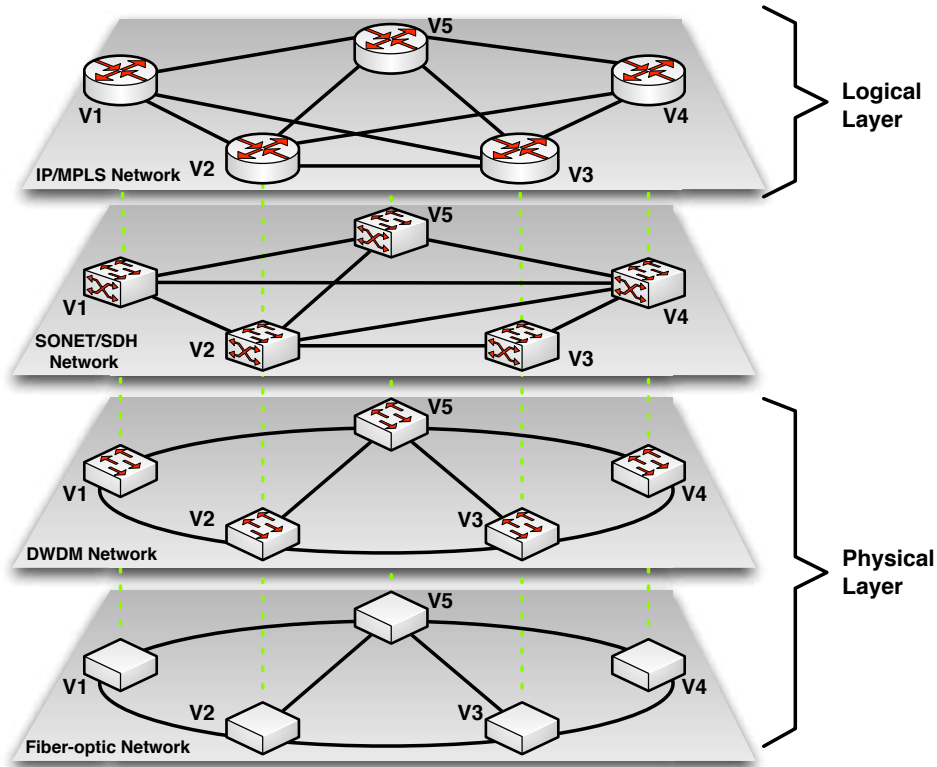 V5
V1
V4
V2
V3
IP/MPLS Network
Logical
Layer
V5
V1
V4
V2
V3
SONET/SDH
Network
V5
V1
V4
V2
V3
DWDM Network
Physical
Layer
V5
V1
V4
V2
V3
Fiber-optic Network